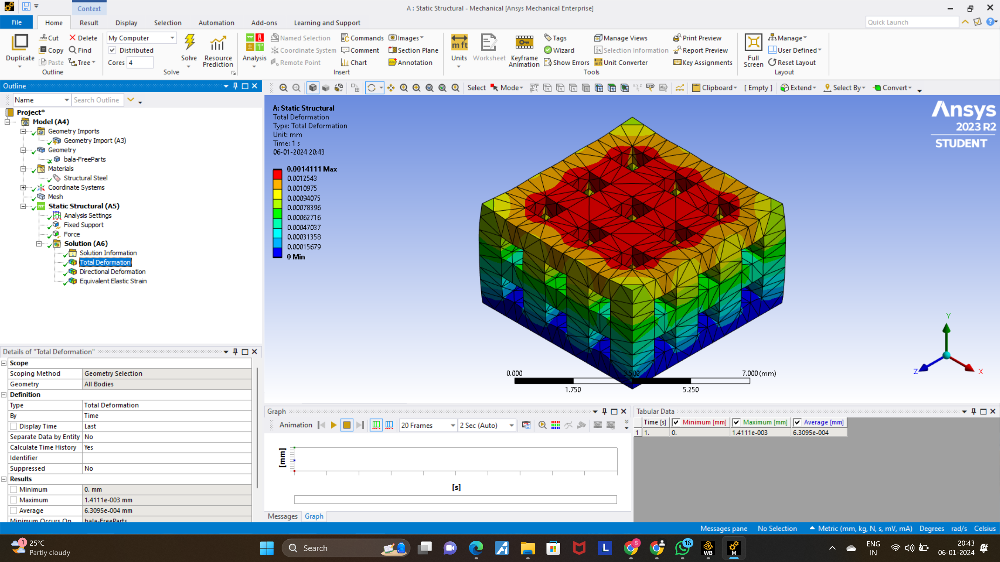 Context
A : Static Structural - Mechanical [Ansys Mechanical Enterprise]
File Home Result Display Selection Automation Add-ons Learning and Support
Quick Launch
Duplicate
Cut
Copy
Paste
Delete
Find
Tree
Outline
My Computer
Distributed
Cores 4
Solve
Resource
Prediction
Solve
Analysis
Named Selection
Coordinate System
Remote Point
Commands
Comment
Chart
Images
Section Plane
Annotation
Insert
Units
Worksheet
Keyframe
Animation
Tags
Wizard
Show Errors
Manage Views
Selection Information
Unit Converter
Print Preview
Report Preview
Key Assignments
Tools
Full
Screen
Manage
User Defined
Reset Layout
Layout
Outline
Name Search Outline
Project*
Model (A4)
Geometry Imports
Geometry Import (A3)
Geometry
bala-FreeParts
Materials
Structural Steel
Coordinate Systems
Mesh
Static Structural (A5)
Analysis Settings
Fixed Support
Force
Solution (A6)
Solution Information
Total Deformation
Directional Deformation
Equivalent Elastic Strain
Select Mode Clipboard [ Empty ] Extend Select By Convert
A: Static Structural
Total Deformation
Type: Total Deformation
Unit: mm
Time: 1 s
06-01-2024 20:43
0.0014111 Max
0.0012543
0.0010975
0.00094075
0.00078396
0.00062716
0.00047037
0.00031358
0.00015679
0 Min
Ansys
2023 R2
STUDENT
Y
Z
X
0.000 3.500 7.000 (mm)
1.750 5.250
Details of "Total Deformation"
Scope
Scoping Method Geometry Selection
Geometry All Bodies
Definition
Type Total Deformation
By Time
Display Time Last
Separate Data by Entity No
Calculate Time History Yes
Identifier
Suppressed No
Results
Minimum 0. mm
Maximum 1.4111e-003 mm
Average 6.3095e-004 mm
Minimum Occurs On bala-FreeParts
Graph
Animation 20 Frames 2 Sec (Auto)
[mm]
[s]
Messages Graph
Tabular Data
Time [s] Minimum [mm] Maximum [mm] Average [mm]
1 1. 0. 1.4111e-003 6.3095e-004
Messages pane No Selection Metric (mm, kg, N, s, mV, mA) Degrees rad/s Celsius
1
25°C
Partly cloudy
Search
L
S
16
WB
M
ENG
IN
20:43
06-01-2024